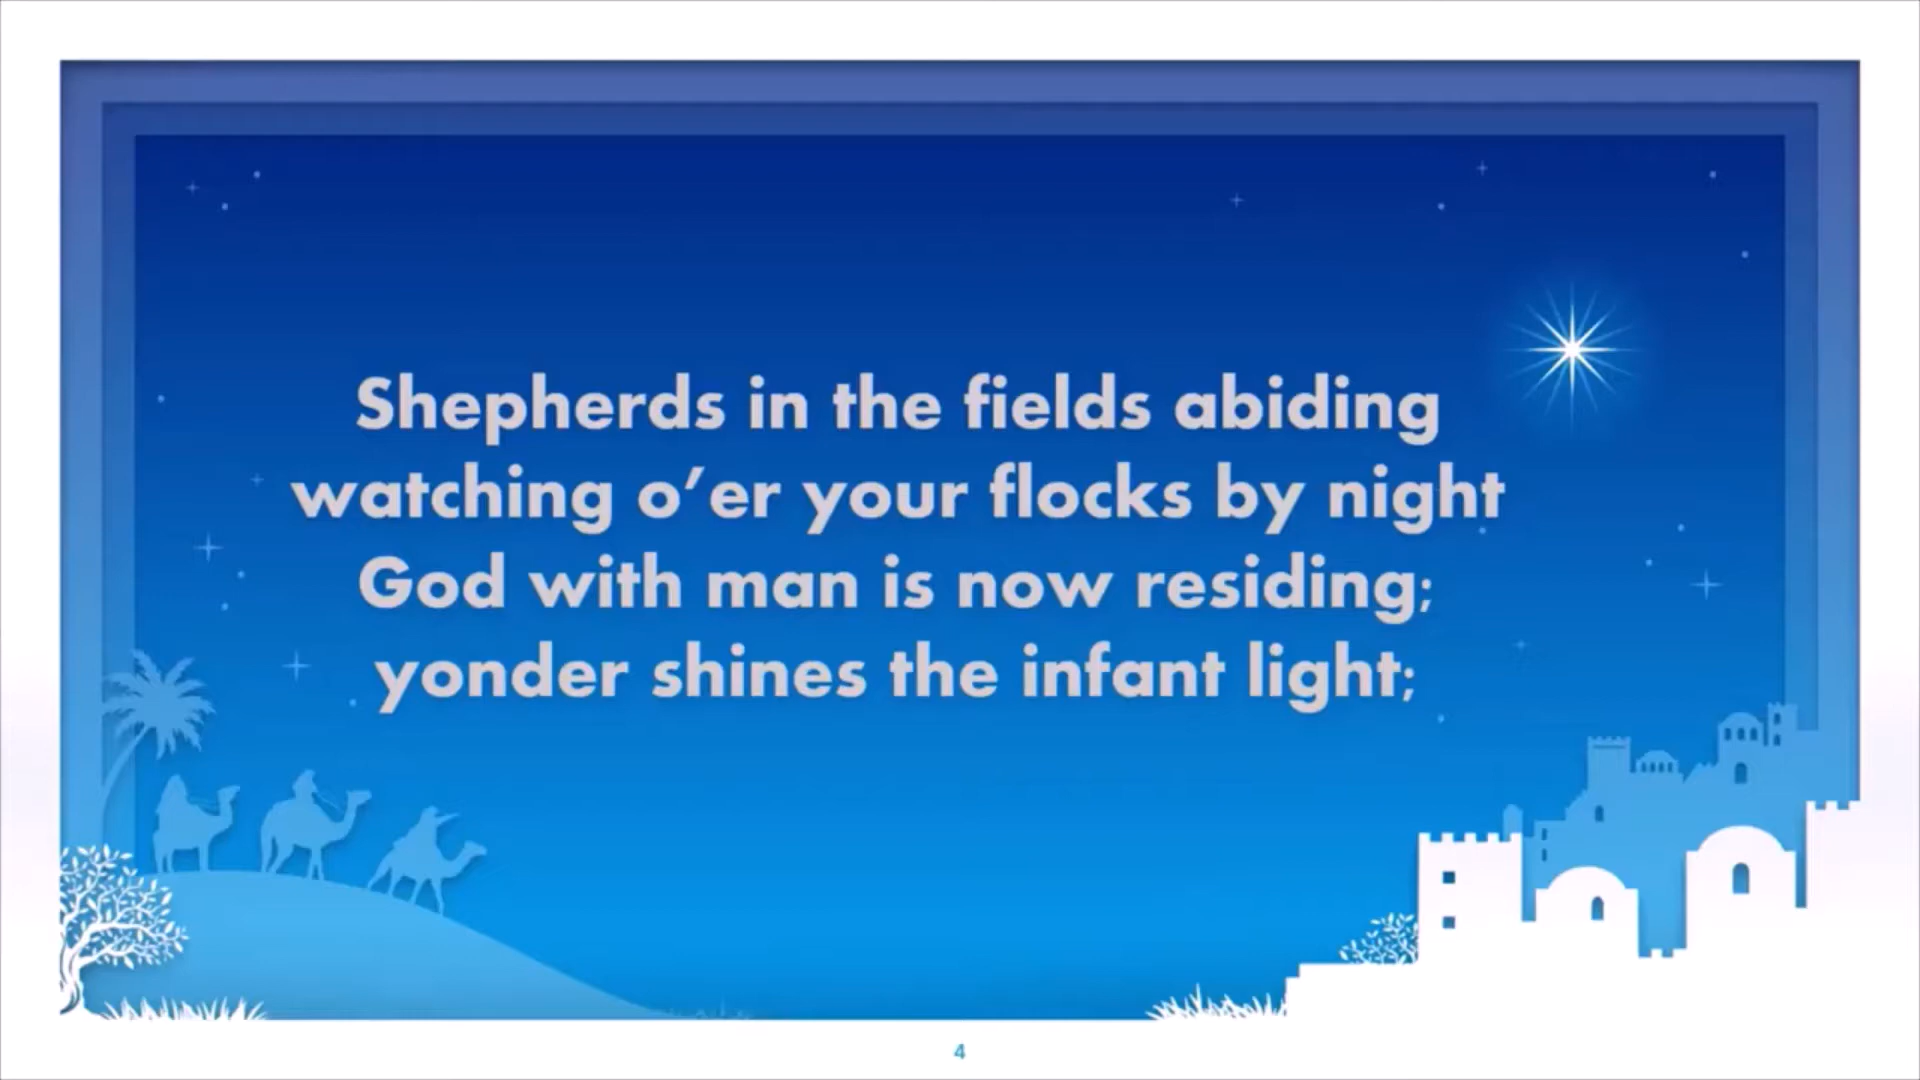 Shepherds in the fields abiding
watching o’er your flocks by night
God with man is now residing;
yonder shines the infant light;
4